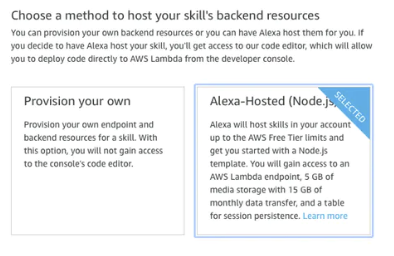 Choose a method to host your skill's backend resources
You can provision your own backend resources or you can have Alexa host them for you. If
you decide to have Alexa host your skill, you'll get access to our code editor, which will allow
you to deploy code directly to AWS Lambda from the developer console.
Provision your own
Provision your own endpoint and
backend resources for a skill. With
this option, you will not gain access
to the console's code editor.
Alexa-Hosted (Node.js)
SELECTED
Alexa will host skills in your account
up to the AWS Free Tier limits and
get you started with a Node.js
template. You will gain access to an
AWS Lambda endpoint, 5 GB of
media storage with 15 GB of
monthly data transfer, and a table
for session persistence. Learn more